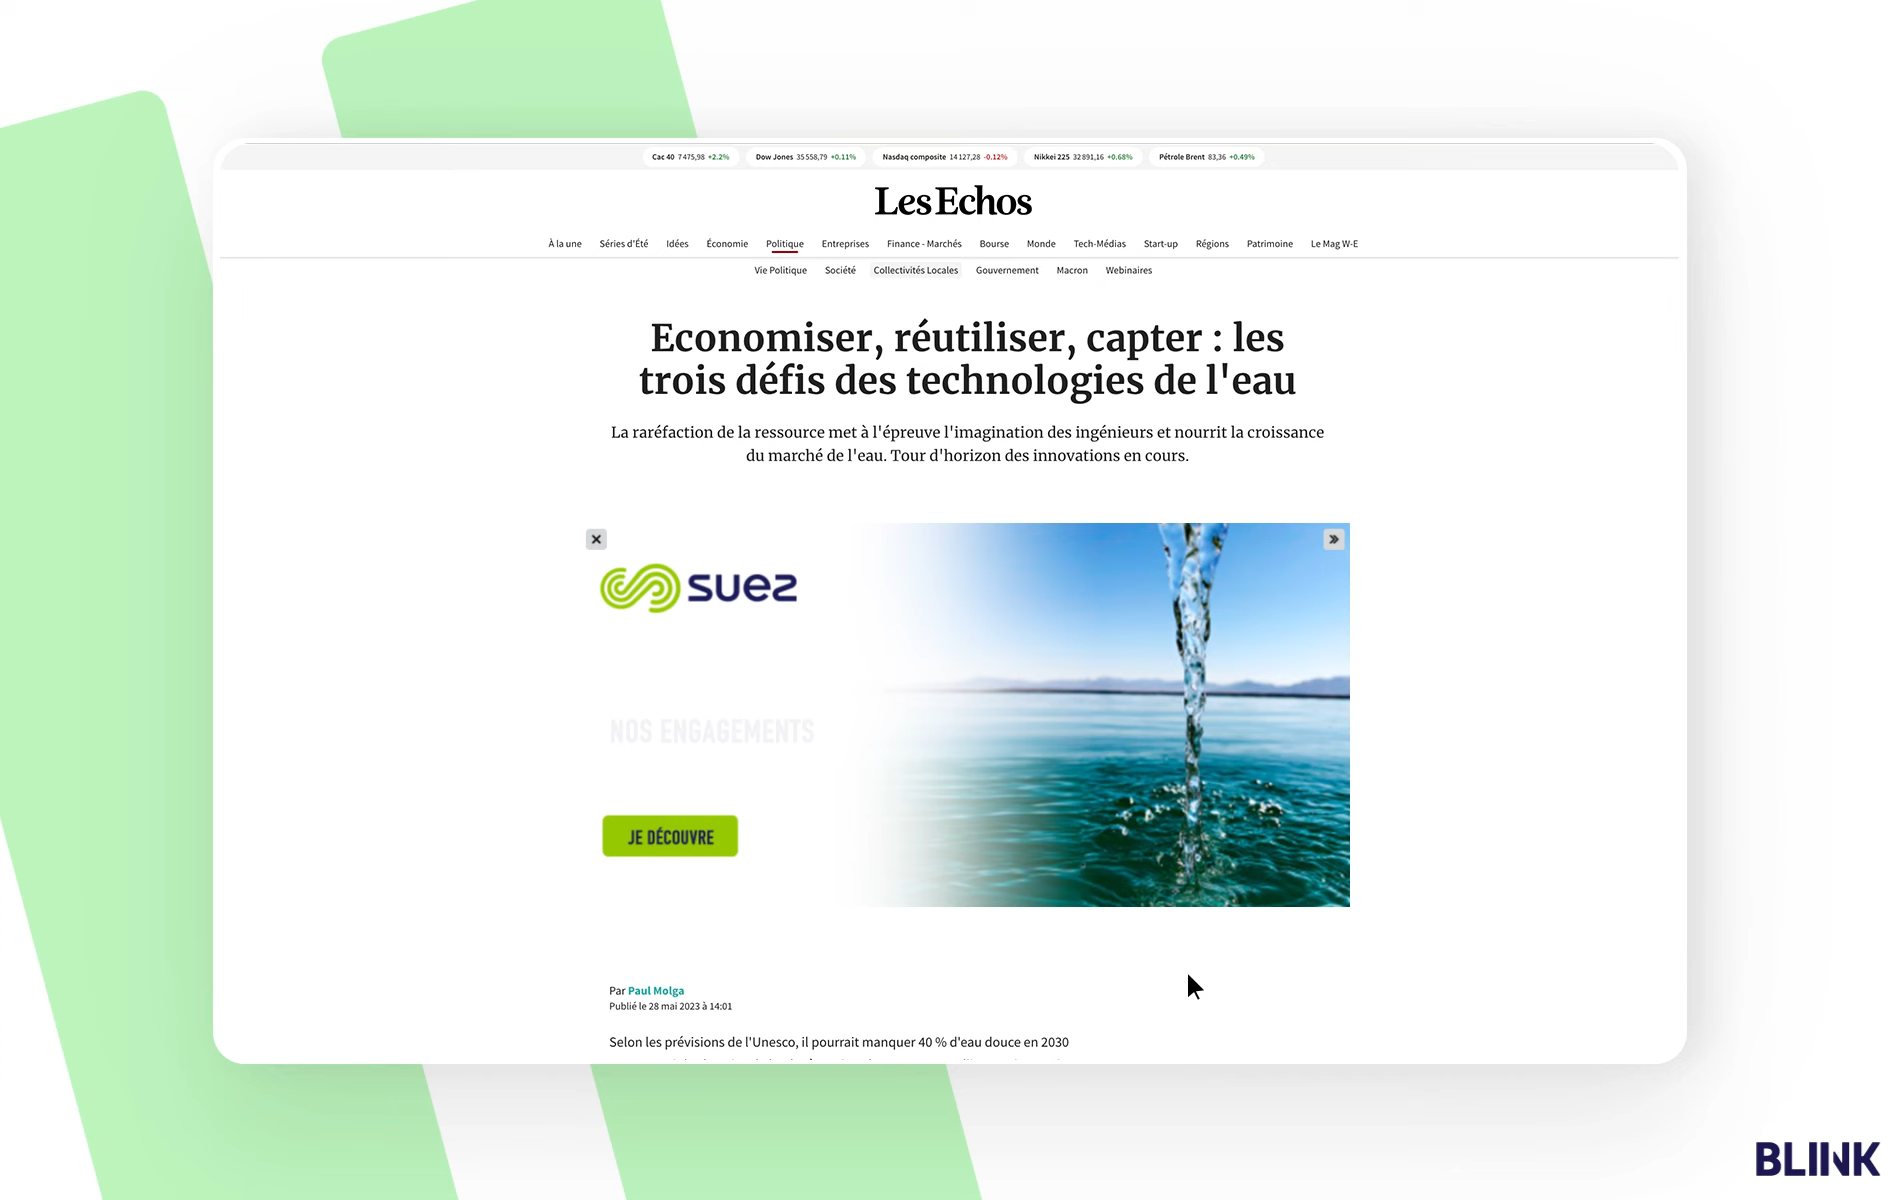 Cac 40 7 475,98 +2.2% Dow Jones 35 558,79 +0.11% Nasdaq composite 14 127,28 -0.12% Nikkei 225 32 891,16 +0.68% Pétrole Brent 83,36 +0.49%
Les Echos
À la une Séries d'Été Idées Économie Politique Entreprises Finance - Marchés Bourse Monde Tech-Médias Start-up Régions Patrimoine Le Mag W-E
Vie Politique Société Collectivités Locales Gouvernement Macron Webinaires
Economiser, réutiliser, capter : les
trois défis des technologies de l'eau
La raréfaction de la ressource met à l'épreuve l'imagination des ingénieurs et nourrit la croissance
du marché de l'eau. Tour d'horizon des innovations en cours.
suez
NOS ENGAGEMENTS
JE DÉCOUVRE
Par Paul Molga
Publié le 28 mai 2023 à 14:01
Selon les prévisions de l'Unesco, il pourrait manquer 40 % d'eau douce en 2030
BLINK